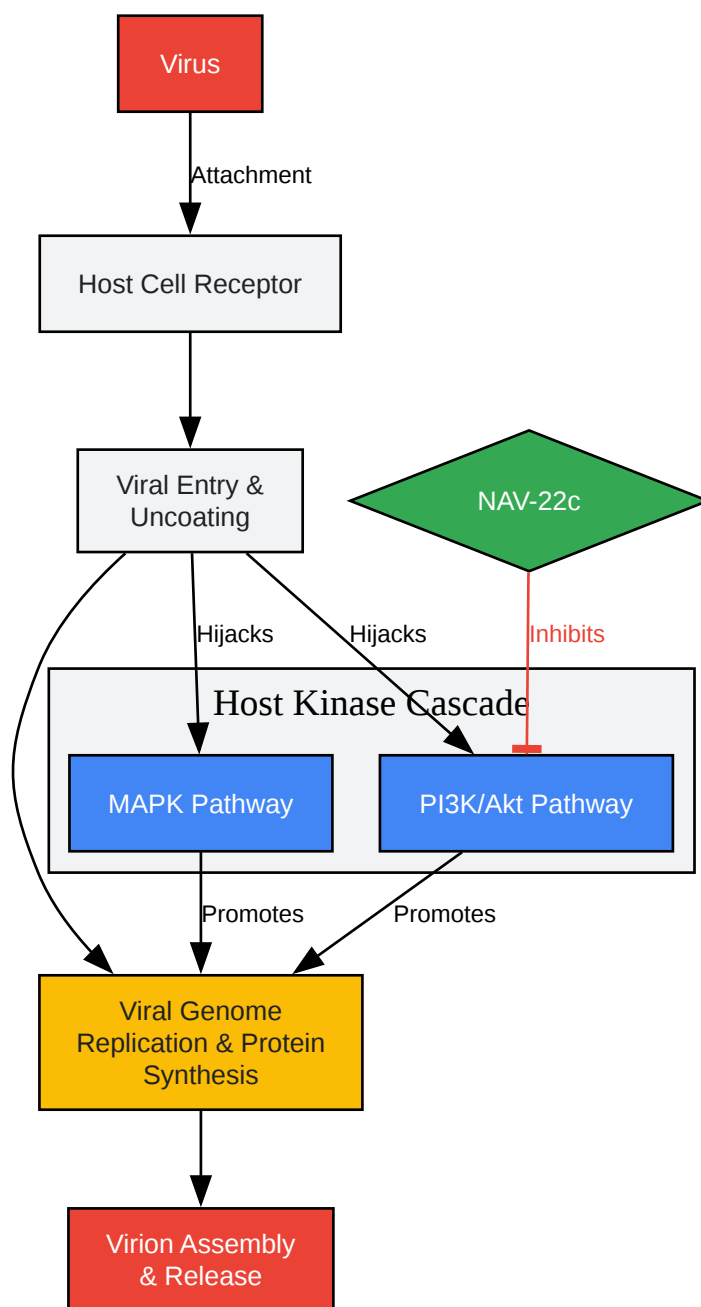 Virus
Attachment
Host Cell Receptor
Viral Entry &
Uncoating
NAV-22c
Hijacks
Hijacks
Inhibits
Host Kinase Cascade
MAPK Pathway
PI3K/Akt Pathway
Promotes
Promotes
Viral Genome
Replication & Protein
Synthesis
Virion Assembly
& Release